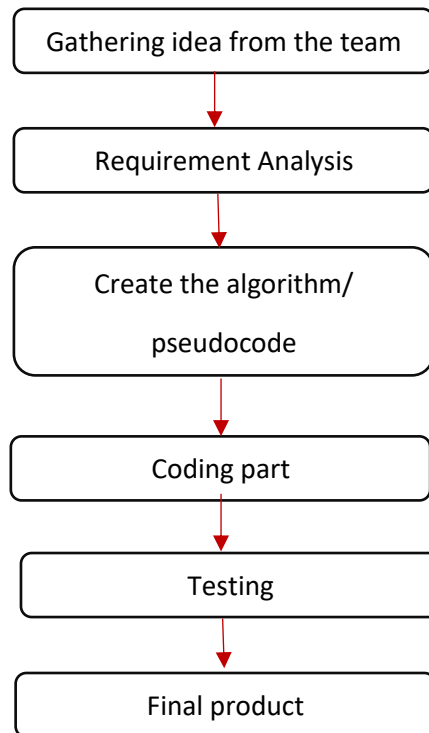 Gathering idea from the team
Requirement Analysis
Create the algorithm/
pseudocode
Coding part
Testing
Final product